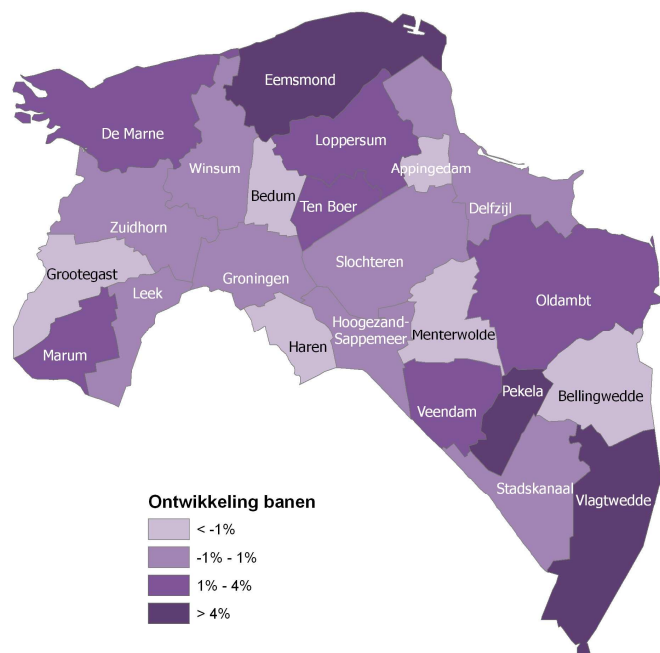 Eemsmond
De Marne
Loppersum
Winsum
Appingedam
Bedum
Ten Boer
Delfzijl
Zuidhorn
Slochteren
Grootegast
Groningen
Leek
Oldambt
Hoogezand-
Sappemeer
Menterwolde
Haren
Marum
Pekela
Bellingwedde
Veendam
Stadskanaal
Vlagtwedde
Ontwikkeling banen
< -1%
-1% - 1%
1% - 4%
> 4%